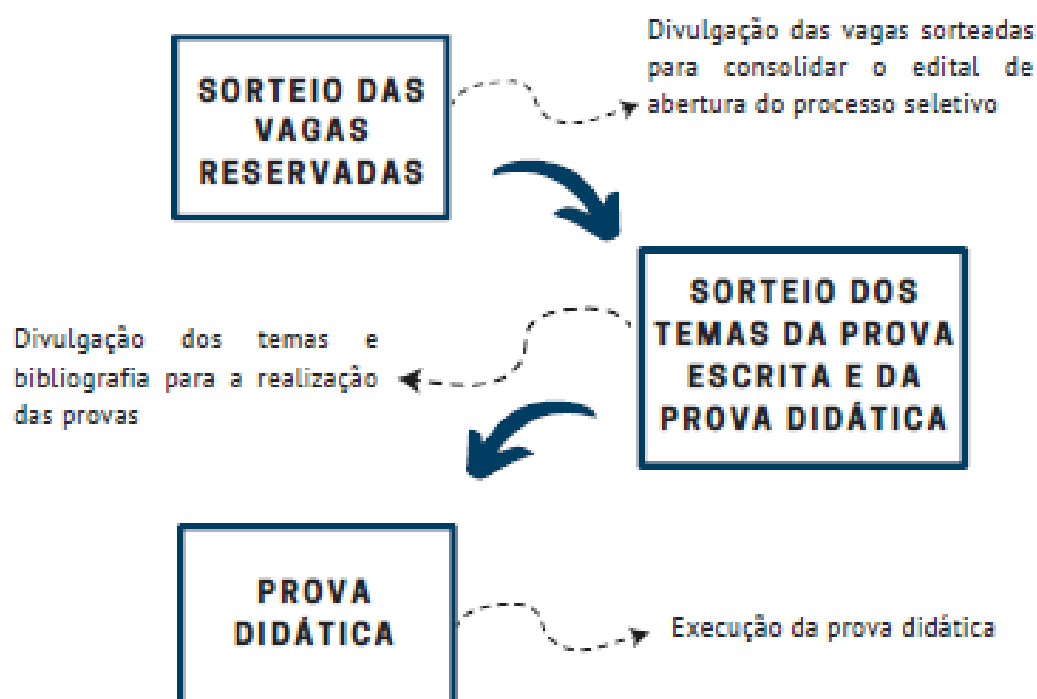 SORTEIO DAS
VAGAS
RESERVADAS
Divulgação das vagas sorteadas
para consolidar o edital de
abertura do processo seletivo
SORTEIO DOS
TEMAS DA PROVA
ESCRITA E DA
PROVA DIDÁTICA
Divulgação dos temas e
bibliografia para a realização
das provas
PROVA
DIDÁTICA
Execução da prova didática